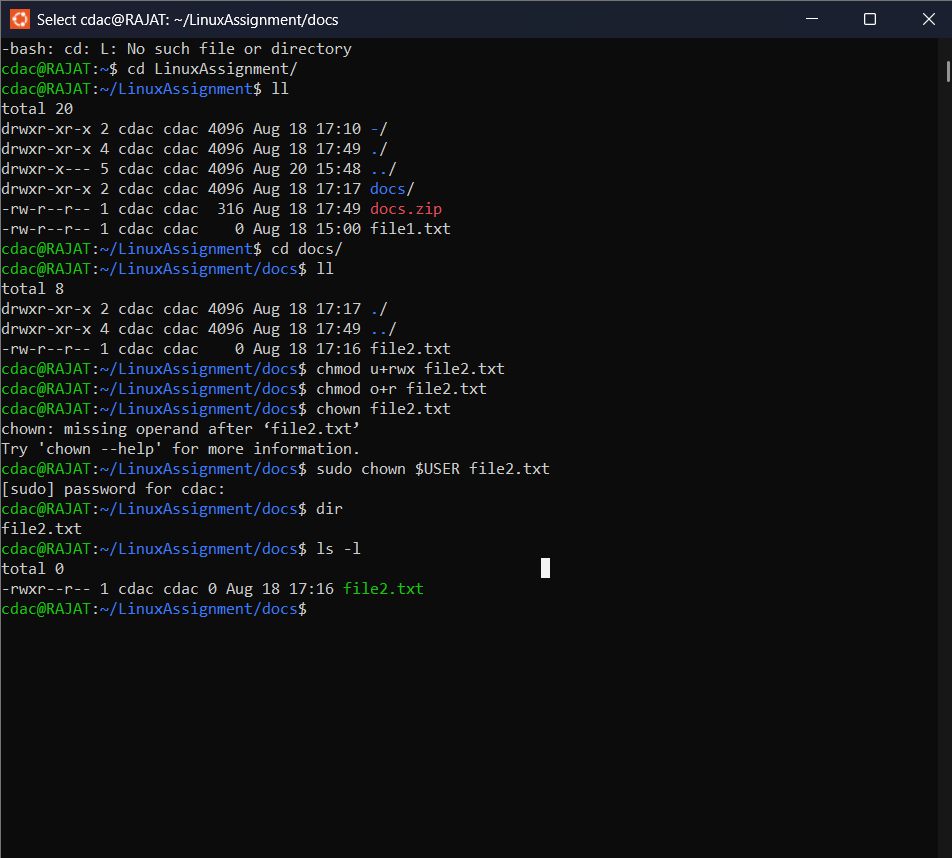 Select cdac@RAJAT: ~/LinuxAssignment/docs
-bash: cd: L: No such file or directory
cdac@RAJAT:~$ cd LinuxAssignment/
cdac@RAJAT:~/LinuxAssignment$ ll
total 20
drwxr-xr-x 2 cdac cdac 4096 Aug 18 17:10 -/
drwxr-xr-x 4 cdac cdac 4096 Aug 18 17:49 ./
drwxr-x--- 5 cdac cdac 4096 Aug 20 15:48 ../
drwxr-xr-x 2 cdac cdac 4096 Aug 18 17:17 docs/
-rw-r--r-- 1 cdac cdac  316 Aug 18 17:49 docs.zip
-rw-r--r-- 1 cdac cdac    0 Aug 18 15:00 file1.txt
cdac@RAJAT:~/LinuxAssignment$ cd docs/
cdac@RAJAT:~/LinuxAssignment/docs$ ll
total 8
drwxr-xr-x 2 cdac cdac 4096 Aug 18 17:17 ./
drwxr-xr-x 4 cdac cdac 4096 Aug 18 17:49 ../
-rw-r--r-- 1 cdac cdac    0 Aug 18 17:16 file2.txt
cdac@RAJAT:~/LinuxAssignment/docs$ chmod u+rwx file2.txt
cdac@RAJAT:~/LinuxAssignment/docs$ chmod o+r file2.txt
cdac@RAJAT:~/LinuxAssignment/docs$ chown file2.txt
chown: missing operand after ‘file2.txt’
Try 'chown --help' for more information.
cdac@RAJAT:~/LinuxAssignment/docs$ sudo chown $USER file2.txt
[sudo] password for cdac:
cdac@RAJAT:~/LinuxAssignment/docs$ dir
file2.txt
cdac@RAJAT:~/LinuxAssignment/docs$ ls -l
total 0
-rwxr--r-- 1 cdac cdac 0 Aug 18 17:16 file2.txt
cdac@RAJAT:~/LinuxAssignment/docs$